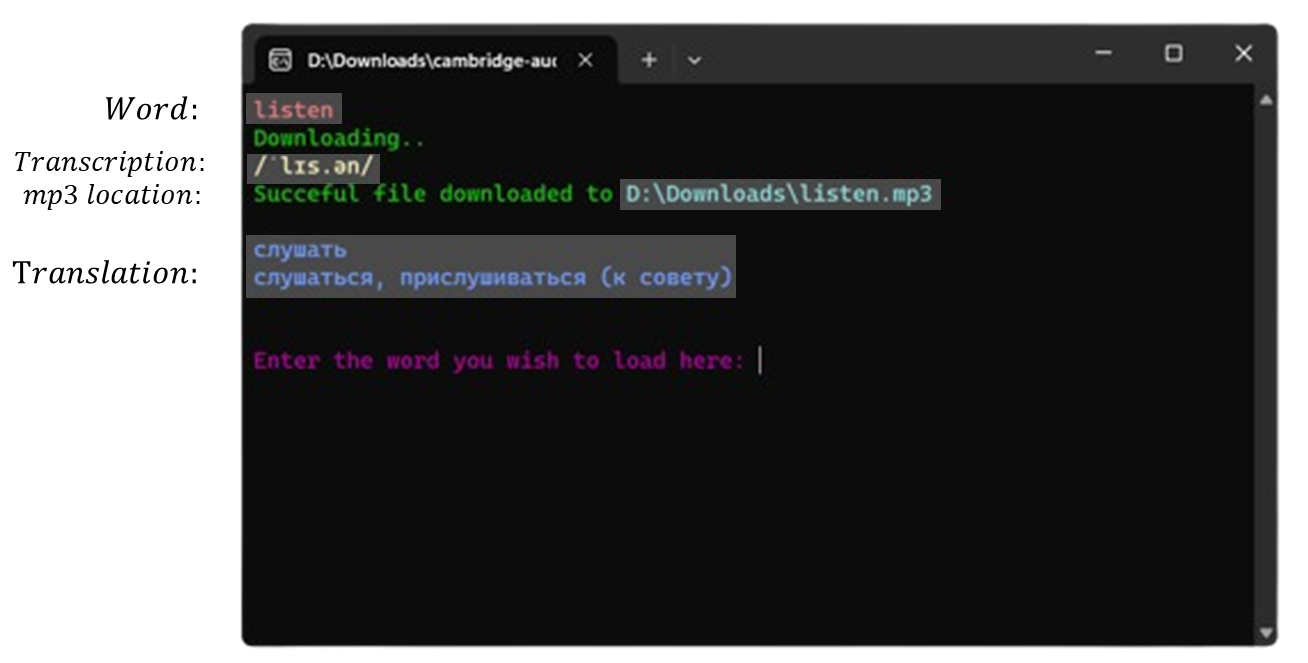 D:\Downloads\cambridge-au
Word: listen
Downloading..
Transcription: /ˈlɪs.ən/
mp3 location: Succeful file downloaded to D:\Downloads\listen.mp3
Translation:
слушать
слушаться, прислушиваться (к совету)
Enter the word you wish to load here: